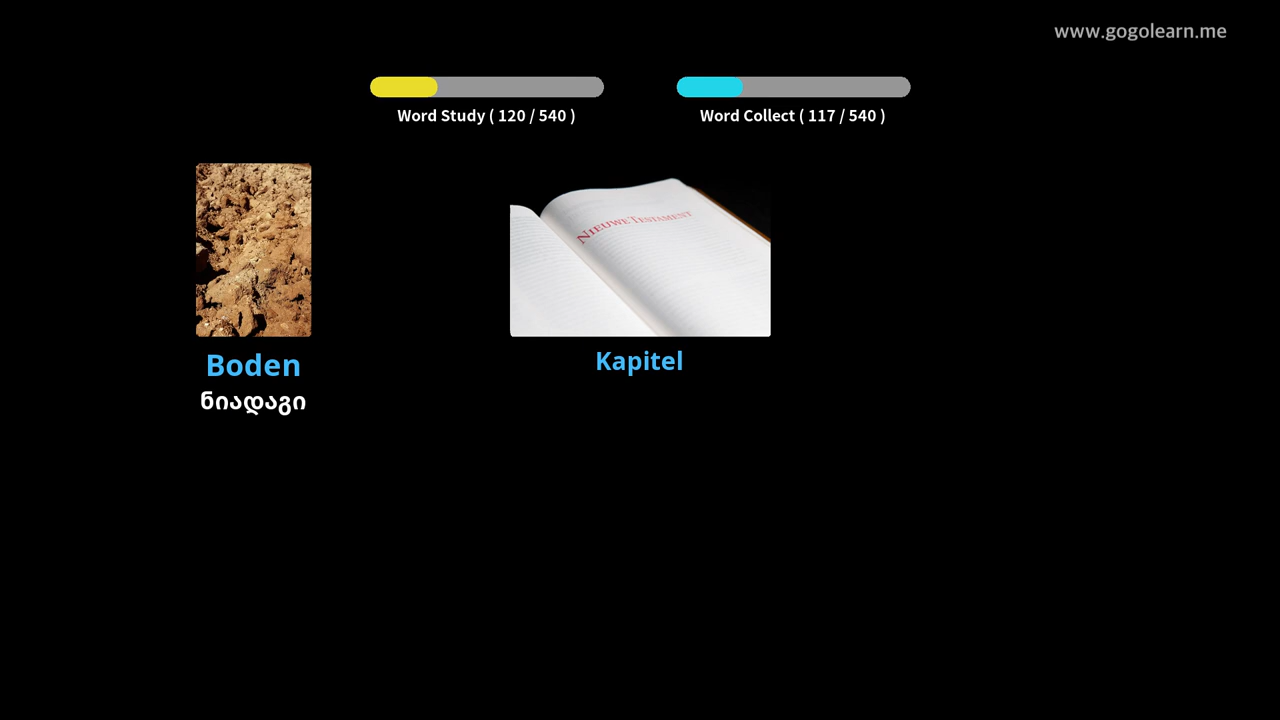 www.gogolearn.me
Word Study ( 120 / 540 )
Word Collect ( 117 / 540 )
NIEUWE TESTAMENT
Boden
ნიადაგი
Kapitel